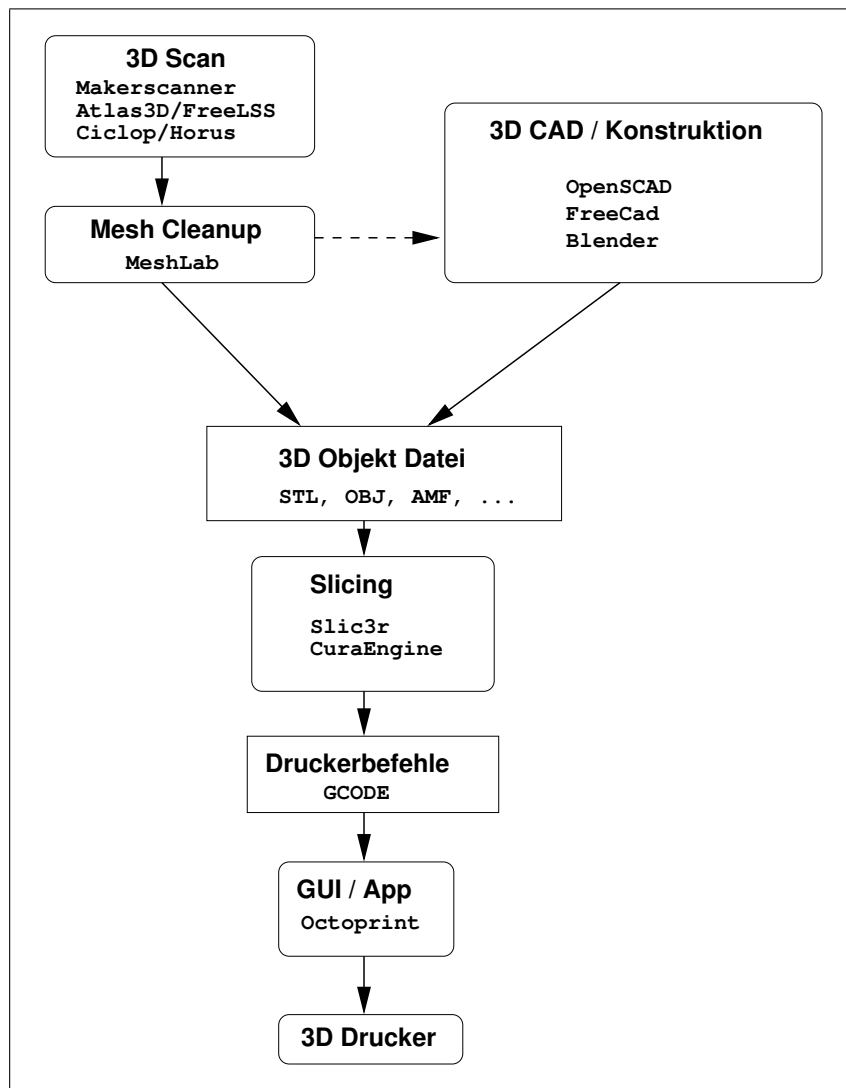 3D Scan
Makerscanner
Atlas3D/FreeLSS
Ciclop/Horus
Mesh Cleanup
MeshLab
3D CAD / Konstruktion
OpenSCAD
FreeCad
Blender
3D Objekt Datei
STL, OBJ, AMF, ...
Slicing
Slic3r
CuraEngine
Druckerbefehle
GCODE
GUI / App
Octoprint
3D Drucker